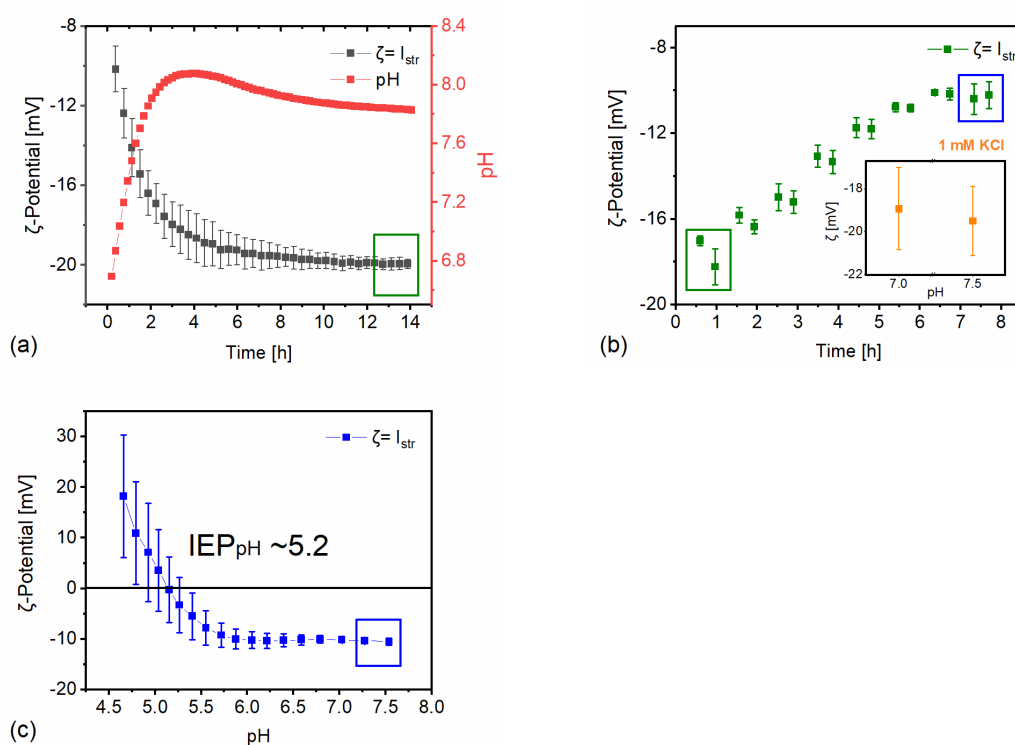 -8
-12
-16
-20
ζ-Potential [mV]
ζ= Istr
pH
8.4
8.0
7.6
7.2
6.8
pH
0 2 4 6 8 10 12 14
Time [h]
(a)
-8
-12
-16
-20
ζ-Potential [mV]
ζ= Istr
1 mM KCl
-18
-20
-22
ζ [mV]
7.0 7.5
pH
0 1 2 3 4 5 6 7 8
Time [h]
(b)
30
20
10
0
-10
-20
ζ-Potential [mV]
ζ= Istr
IEPpH ~5.2
4.5 5.0 5.5 6.0 6.5 7.0 7.5 8.0
pH
(c)